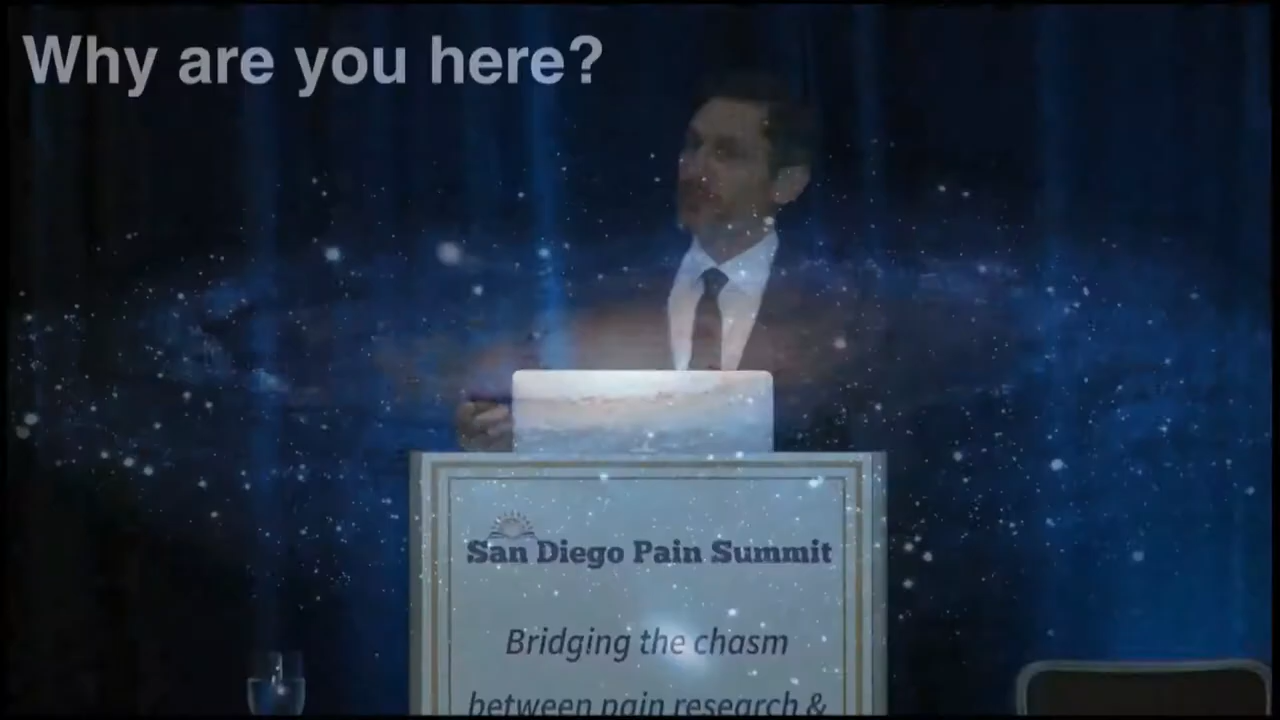 Why are you here?
San Diego Pain Summit
Bridging the chasm
between pain research &